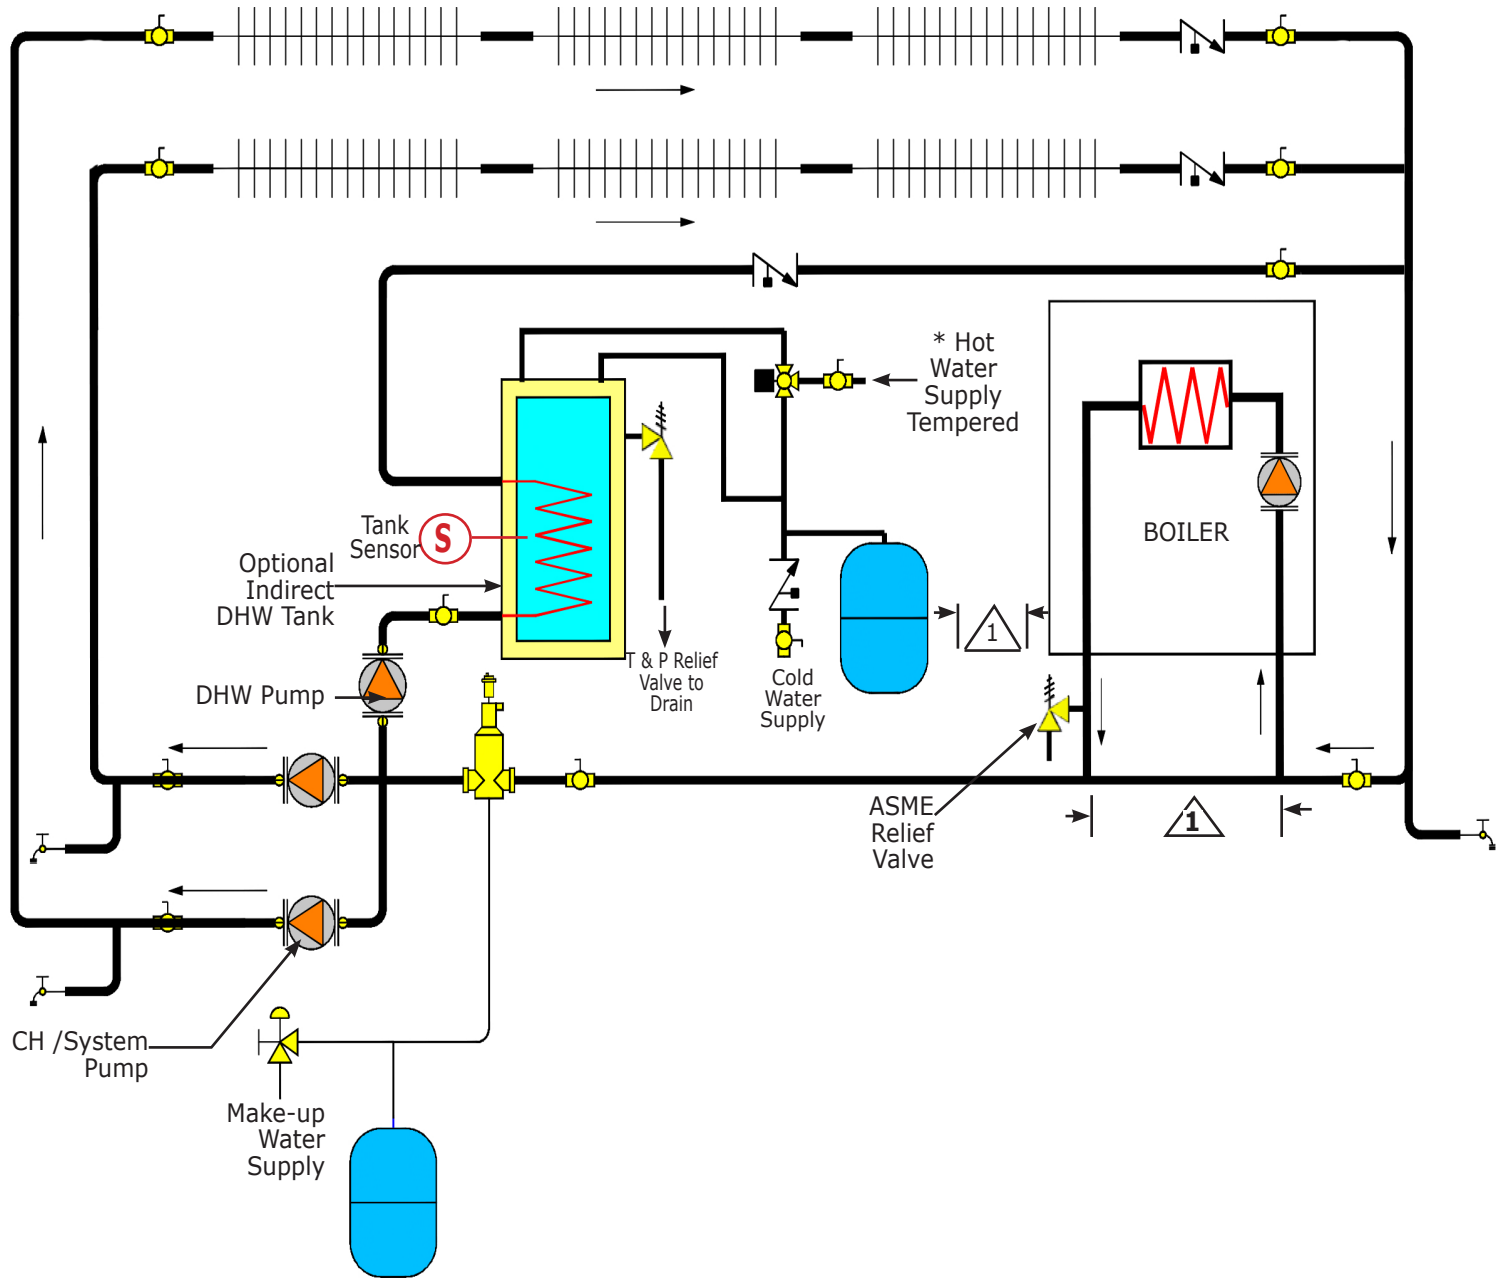 * Hot
Water
Supply
Tempered
Tank
Sensor
S
BOILER
Optional
Indirect
DHW Tank
1
T & P Relief
Valve to
Drain
Cold
Water
Supply
DHW Pump
ASME
Relief
Valve
1
CH /System
Pump
Make-up
Water
Supply